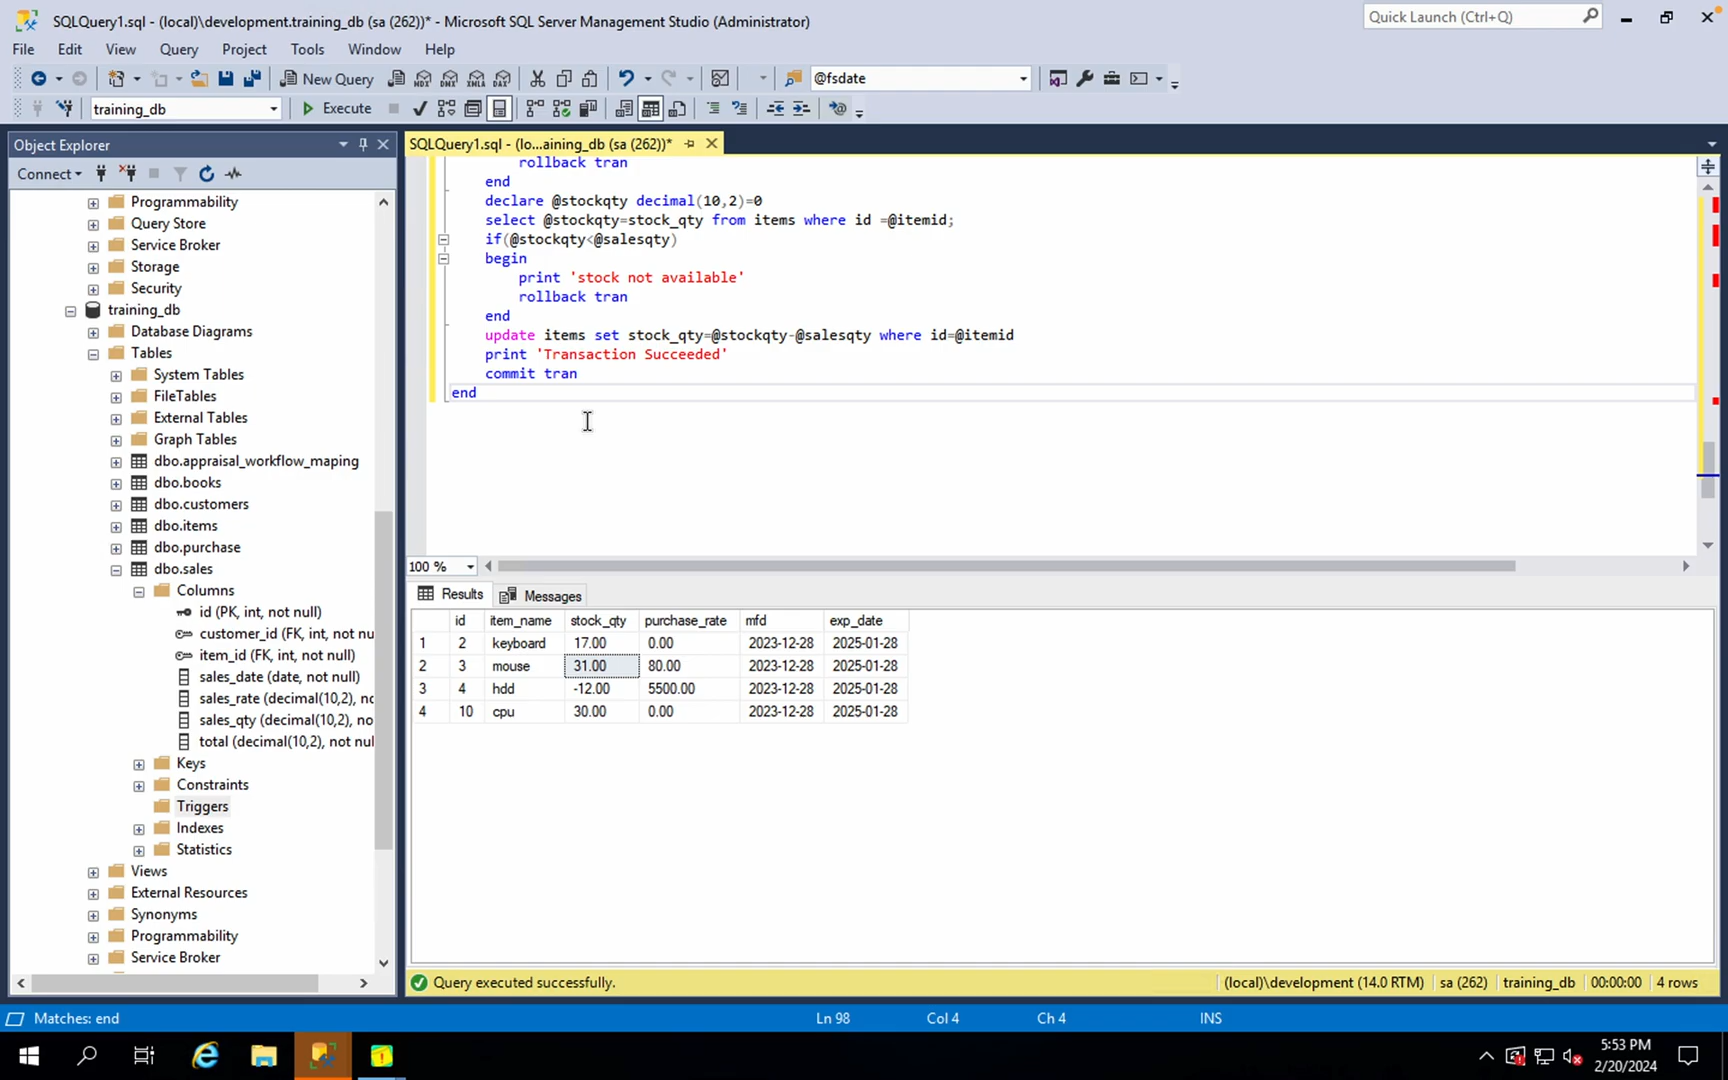 SQLQuery1.sql - (local)\development.training_db (sa (262))* - Microsoft SQL Server Management Studio (Administrator)
Quick Launch (Ctrl+Q)
File Edit View Query Project Tools Window Help
New Query
@fsdate
training_db
Execute
Object Explorer
SQLQuery1.sql - (lo...aining_db (sa (262))*
Connect
Programmability
Query Store
Service Broker
Storage
Security
training_db
Database Diagrams
Tables
System Tables
FileTables
External Tables
Graph Tables
dbo.appraisal_workflow_maping
dbo.books
dbo.customers
dbo.items
dbo.purchase
dbo.sales
Columns
id (PK, int, not null)
customer_id (FK, int, not nu
item_id (FK, int, not null)
sales_date (date, not null)
sales_rate (decimal(10,2), no
sales_qty (decimal(10,2), no
total (decimal(10,2), not nul
Keys
Constraints
Triggers
Indexes
Statistics
Views
External Resources
Synonyms
Programmability
Service Broker
rollback tran
end
declare @stockqty decimal(10,2)=0
select @stockqty=stock_qty from items where id =@itemid;
if(@stockqty<@salesqty)
begin
print 'stock not available'
rollback tran
end
update items set stock_qty=@stockqty-@salesqty where id=@itemid
print 'Transaction Succeeded'
commit tran
end
100 %
Results Messages
id item_name stock_qty purchase_rate mfd exp_date
1 2 keyboard 17.00 0.00 2023-12-28 2025-01-28
2 3 mouse 31.00 80.00 2023-12-28 2025-01-28
3 4 hdd -12.00 5500.00 2023-12-28 2025-01-28
4 10 cpu 30.00 0.00 2023-12-28 2025-01-28
Query executed successfully.
(local)\development (14.0 RTM) sa (262) training_db 00:00:00 4 rows
Matches: end
Ln 98 Col 4 Ch 4 INS
5:53 PM
2/20/2024